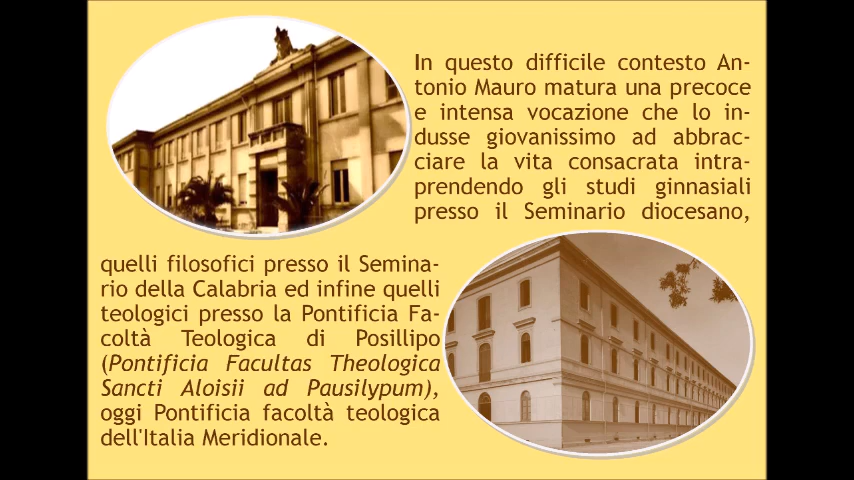 In questo difficile contesto An-
tonio Mauro matura una precoce
e intensa vocazione che lo in-
dusse giovanissimo ad abbrac-
ciare la vita consacrata intra-
prendendo gli studi ginnasiali
presso il Seminario diocesano,
quelli filosofici presso il Semina-
rio della Calabria ed infine quelli
teologici presso la Pontificia Fa-
coltà Teologica di Posillipo
(Pontificia Facultas Theologica
Sancti Aloisii ad Pausilypum),
oggi Pontificia facoltà teologica
dell'Italia Meridionale.